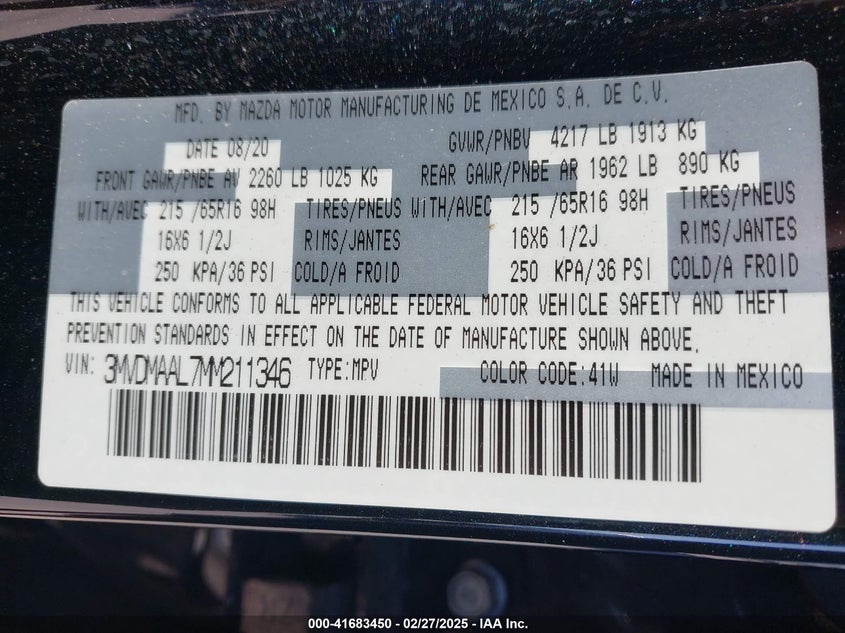 MFD. BY MAZDA MOTOR MANUFACTURING DE MEXICO S.A. DE C.V.
DATE 08/20 GVWR/PNBV 4217 LB 1913 KG
FRONT GAWR/PNBE AV 2260 LB 1025 KG REAR GAWR/PNBE AR 1962 LB 890 KG
WITH/AVEC 215 /65R16 98H TIRES/PNEUS WITH/AVEC 215 /65R16 98H TIRES/PNEUS
16X6 1/2J RIMS/JANTES 16X6 1/2J RIMS/JANTES
250 KPA/36 PSI COLD/A FROID 250 KPA/36 PSI COLD/A FROID
THIS VEHICLE CONFORMS TO ALL APPLICABLE FEDERAL MOTOR VEHICLE SAFETY AND THEFT
PREVENTION STANDARDS IN EFFECT ON THE DATE OF MANUFACTURE SHOWN ABOVE.
VIN: 3MVDMAAL7MM211346 TYPE:MPV COLOR CODE:41W MADE IN MEXICO
000-41683450 - 02/27/2025 - IAA Inc.